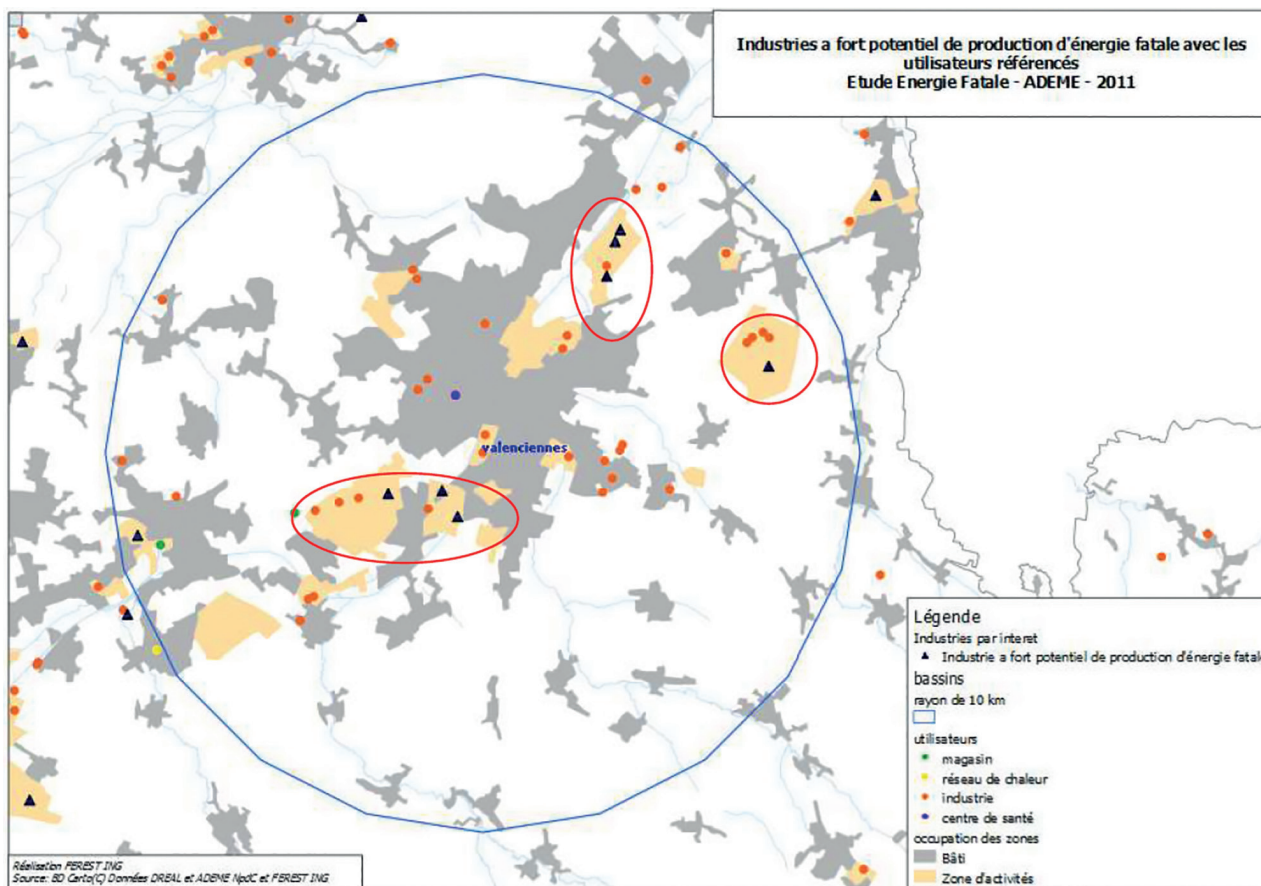 Industries a fort potentiel de production d'énergie fatale avec les
utilisateurs référencés
Etude Energie Fatale - ADEME - 2011
valenciennes
Légende
Industries par interet
Industrie a fort potentiel de production d'énergie fatale
bassins
rayon de 10 km
utilisateurs
magasin
réseau de chaleur
industrie
centre de santé
occupation des zones
Bâti
Zone d'activités
Réalisation FEREST ING
Source: BD Carto(C) Données DREAL et ADEME NpdC et FEREST ING